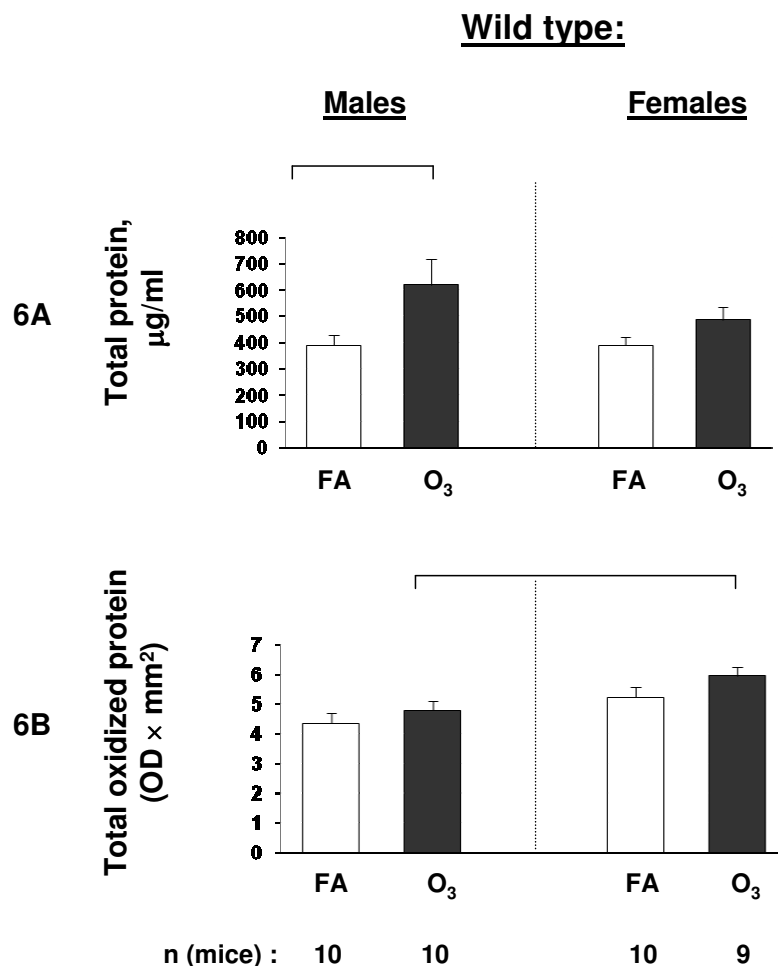 Wild type:
Males Females
6A
Total protein,
µg/ml
800
700
600
500
400
300
200
100
0
FA O₃ FA O₃
6B
Total oxidized protein
(OD × mm²)
7
6
5
4
3
2
1
0
FA O₃ FA O₃
n (mice) : 10 10 10 9